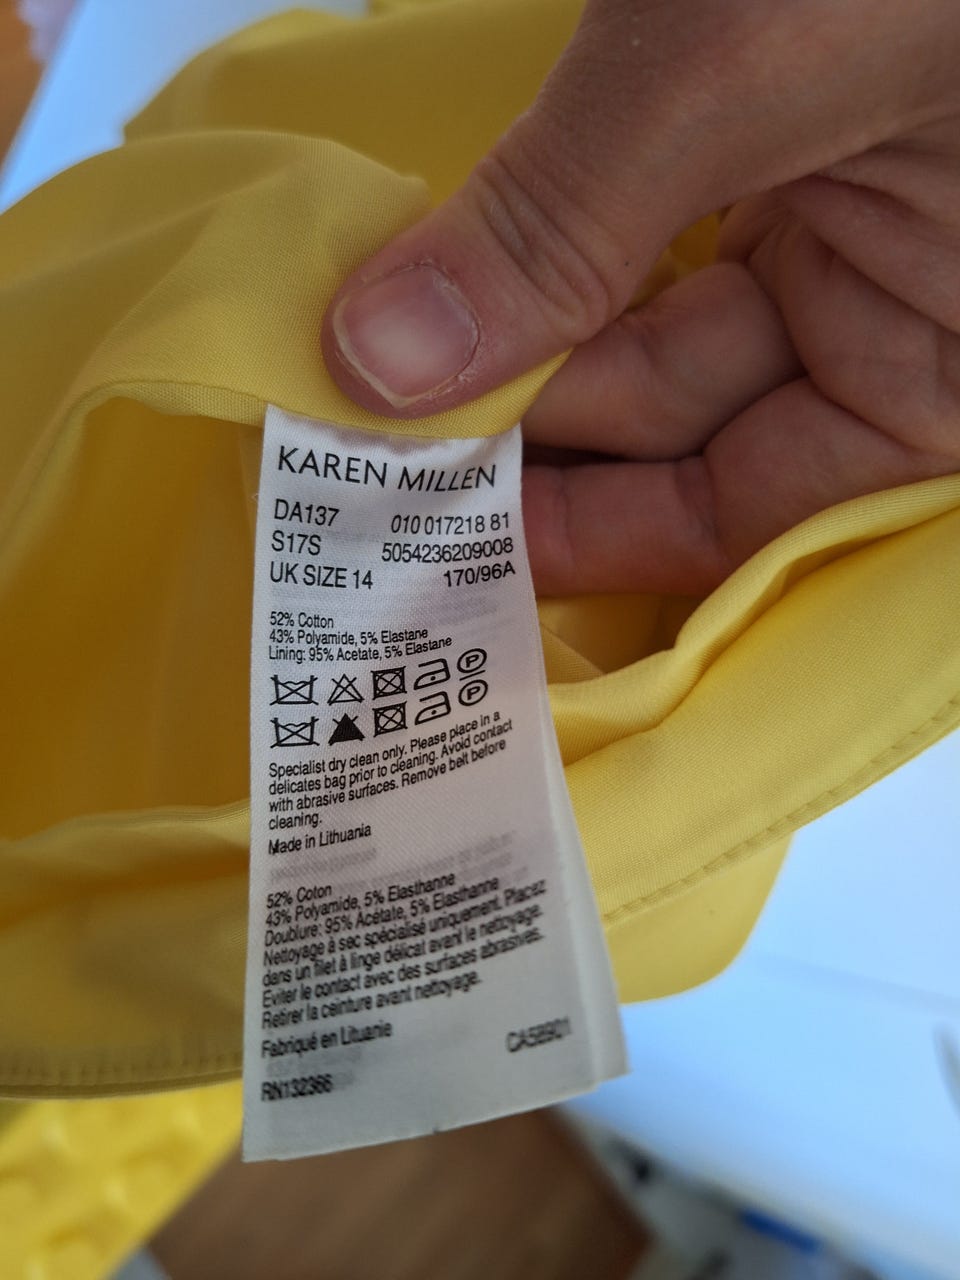 KAREN MILLEN
DA137 010 017218 81
S17S 5054236209008
UK SIZE 14 170/96A
52% Cotton
43% Polyamide, 5% Elastane
Lining: 95% Acetate, 5% Elastane
P
P
Specialist dry clean only. Please place in a
delicates bag prior to cleaning. Avoid contact
with abrasive surfaces. Remove belt before
cleaning.
Made in Lithuania
52% Coton
43% Polyamide, 5% Elasthanne
Doublure: 95% Acétate, 5% Elasthanne
Nettoyage à sec spécialisé uniquement. Placez
dans un filet à linge délicat avant le nettoyage.
Eviter le contact avec des surfaces abrasives.
Retirer la ceinture avant nettoyage.
Fabriqué en Lituanie
CA58901
RN132366